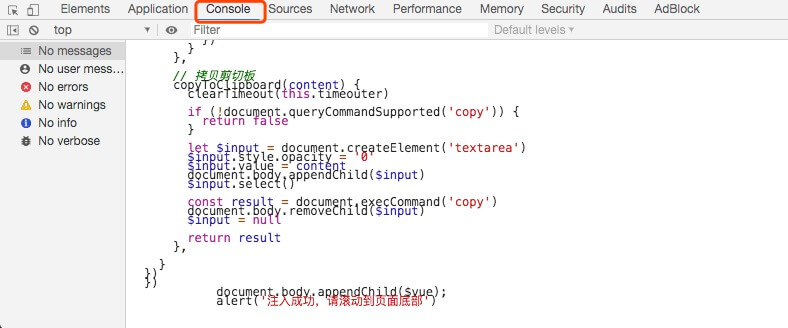 Elements Application Console Sources Network Performance Memory Security Audits AdBlock
top Filter Default levels
No messages
No user mess...
No errors
No warnings
No info
No verbose
})
}
},
// 拷贝剪切板
copyToClipboard(content) {
clearTimeout(this.timeouter)
if (!document.queryCommandSupported('copy')) {
return false
}
let $input = document.createElement('textarea')
$input.style.opacity = '0'
$input.value = content
document.body.appendChild($input)
$input.select()
const result = document.execCommand('copy')
document.body.removeChild($input)
$input = null
return result
},
}
})
})
document.body.appendChild($vue);
alert('注入成功，请滚动到页面底部')